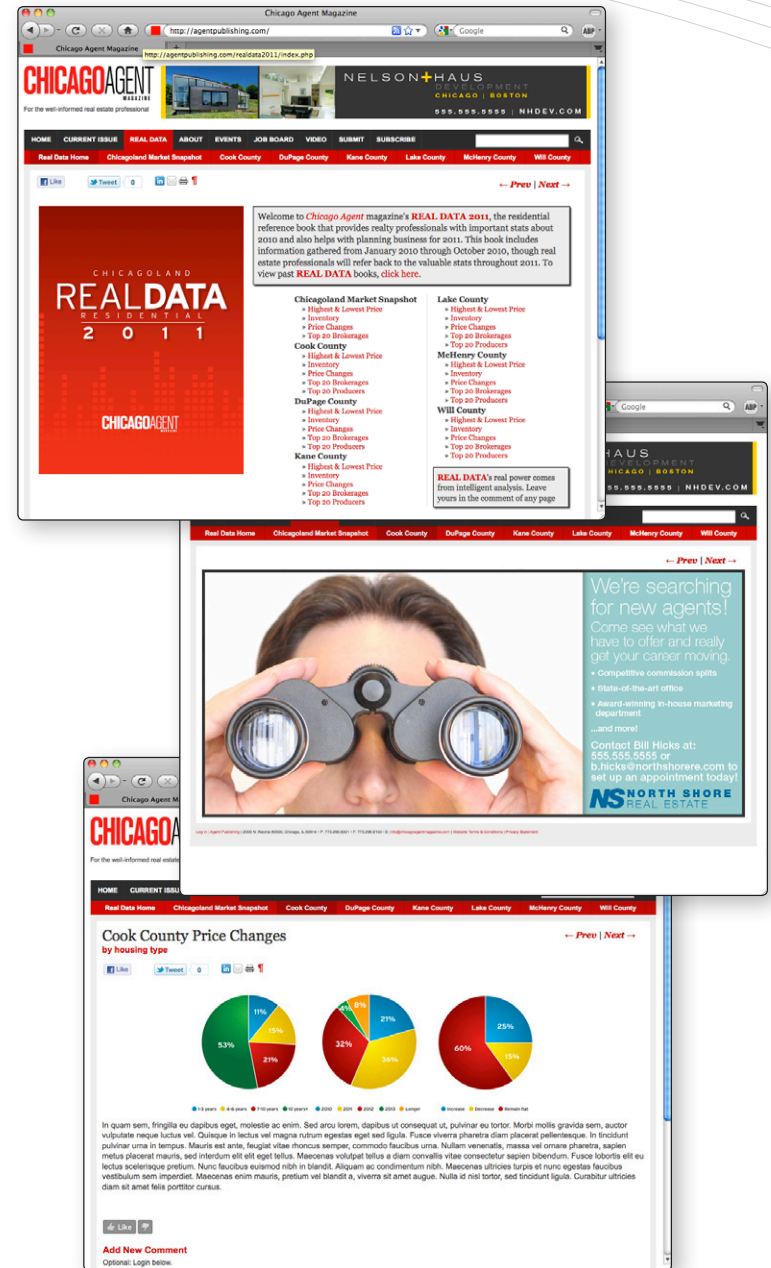 Chicago Agent Magazine
http://agentpublishing.com/
Google
ABP
Chicago Agent Magazine
http://agentpublishing.com/realdata2011/index.php
CHICAGOAGENT
MAGAZINE
For the well-informed real estate professional
NELSON+HAUS
DEVELOPMENT
CHICAGO | BOSTON
555.555.5555 | NHDEV.COM
HOME CURRENT ISSUE REAL DATA ABOUT EVENTS JOB BOARD VIDEO SUBMIT SUBSCRIBE
Real Data Home Chicagoland Market Snapshot Cook County DuPage County Kane County Lake County McHenry County Will County
Like Tweet 0
← Prev | Next →
CHICAGOLAND
REALDATA
RESIDENTIAL
2011
CHICAGOAGENT
MAGAZINE
Welcome to Chicago Agent magazine's REAL DATA 2011, the residential
reference book that provides realty professionals with important stats about
2010 and also helps with planning business for 2011. This book includes
information gathered from January 2010 through October 2010, though real
estate professionals will refer back to the valuable stats throughout 2011. To
view past REAL DATA books, click here.
Chicagoland Market Snapshot
» Highest & Lowest Price
» Inventory
» Price Changes
» Top 20 Brokerages
Cook County
» Highest & Lowest Price
» Inventory
» Price Changes
» Top 20 Brokerages
» Top 20 Producers
DuPage County
» Highest & Lowest Price
» Inventory
» Price Changes
» Top 20 Brokerages
» Top 20 Producers
Kane County
» Highest & Lowest Price
» Inventory
» Price Changes
» Top 20 Brokerages
» Top 20 Producers
Lake County
» Highest & Lowest Price
» Inventory
» Price Changes
» Top 20 Brokerages
» Top 20 Producers
McHenry County
» Highest & Lowest Price
» Inventory
» Price Changes
» Top 20 Brokerages
» Top 20 Producers
Will County
» Highest & Lowest Price
» Inventory
» Price Changes
» Top 20 Brokerages
» Top 20 Producers
REAL DATA's real power comes
from intelligent analysis. Leave
yours in the comment of any page
Google
ABP
HAUS
DEVELOPMENT
CHICAGO | BOSTON
555.555.5555 | NHDEV.COM
Real Data Home Chicagoland Market Snapshot Cook County DuPage County Kane County Lake County McHenry County Will County
← Prev | Next →
We're searching
for new agents!
Come see what we
have to offer and really
get your career moving.
• Competitive commission splits
• State-of-the-art office
• Award-winning in-house marketing
department
...and more!
Contact Bill Hicks at:
555.555.5555 or
b.hicks@northshorere.com to
set up an appointment today!
NS NORTH SHORE
REAL ESTATE
Chicago Agent M
CHICAGOA
For the well-informed real estate
HOME CURRENT ISSU
Real Data Home Chicagoland Market Snapshot Cook County DuPage County Kane County Lake County McHenry County Will County
Cook County Price Changes
by housing type
← Prev | Next →
Like Tweet 0
11%
15%
21%
53%
21%
36%
32%
4%
8%
25%
15%
60%
1-3 years 4-6 years 7-10 years 10 years+ 2010 2011 2012 2013 Longer Increase Decrease Remain flat
In quam sem, fringilla eu dapibus eget, molestie ac enim. Sed arcu lorem, dapibus ut consequat ut, pulvinar eu tortor. Morbi mollis gravida sem, auctor
vulputate neque luctus vel. Quisque in lectus vel magna rutrum egestas eget sed ligula. Fusce viverra pharetra diam placerat pellentesque. In tincidunt
pulvinar urna in tempus. Mauris est ante, feugiat vitae rhoncus semper, commodo faucibus urna. Nullam venenatis, massa vel ornare pharetra, sapien
metus placerat mauris, sed interdum elit elit eget tellus. Maecenas volutpat tellus a diam convallis vitae consectetur sapien bibendum. Fusce lobortis elit eu
lectus scelerisque pretium. Nunc faucibus euismod nibh in blandit. Aliquam ac condimentum nibh. Maecenas ultricies turpis et nunc egestas faucibus
vestibulum sem imperdiet. Maecenas enim mauris, pretium vel blandit a, viverra sit amet augue. Nulla id nisl tortor, sed tincidunt ligula. Curabitur ultricies
diam sit amet felis porttitor cursus.
Like
Add New Comment
Optional: Login below.